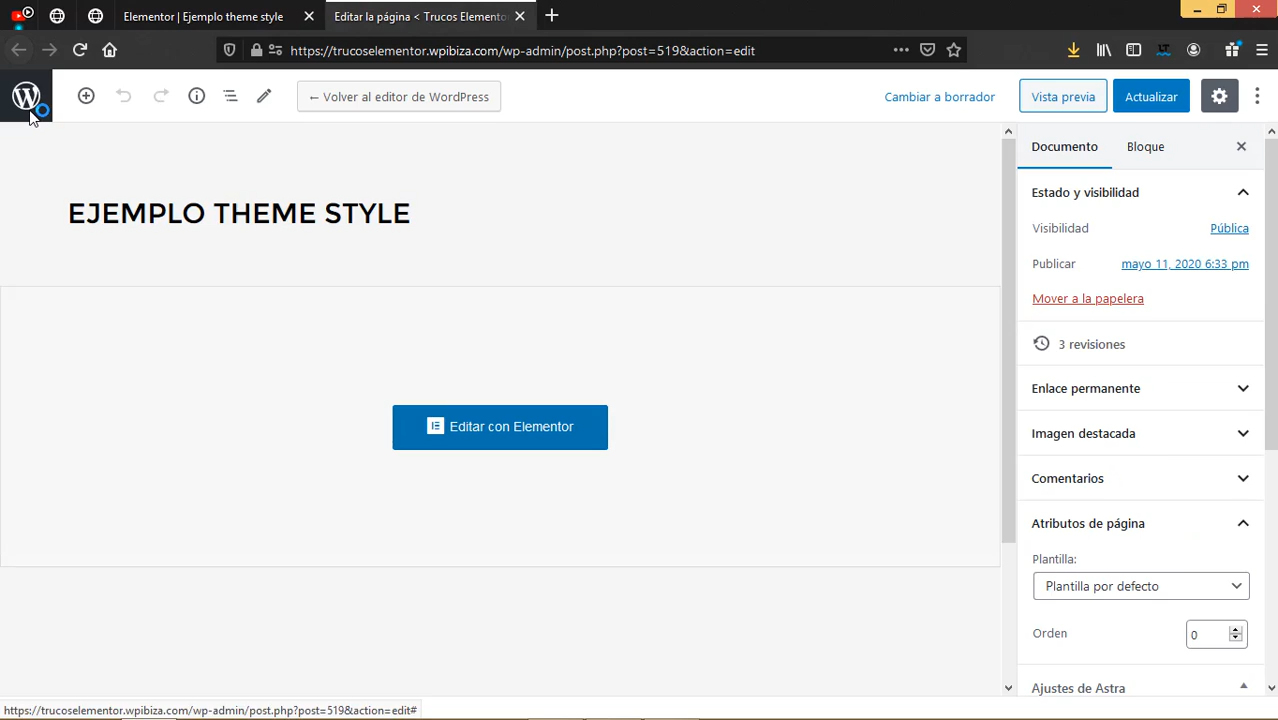 Elementor | Ejemplo theme style
Editar la página < Trucos Elemento
https://trucoselementor.wpibiza.com/wp-admin/post.php?post=519&action=edit
← Volver al editor de WordPress
Cambiar a borrador
Vista previa
Actualizar
EJEMPLO THEME STYLE
Editar con Elementor
Documento
Bloque
Estado y visibilidad
Visibilidad
Pública
Publicar
mayo 11, 2020 6:33 pm
Mover a la papelera
3 revisiones
Enlace permanente
Imagen destacada
Comentarios
Atributos de página
Plantilla:
Plantilla por defecto
Orden
0
Ajustes de Astra
https://trucoselementor.wpibiza.com/wp-admin/post.php?post=519&action=edit#